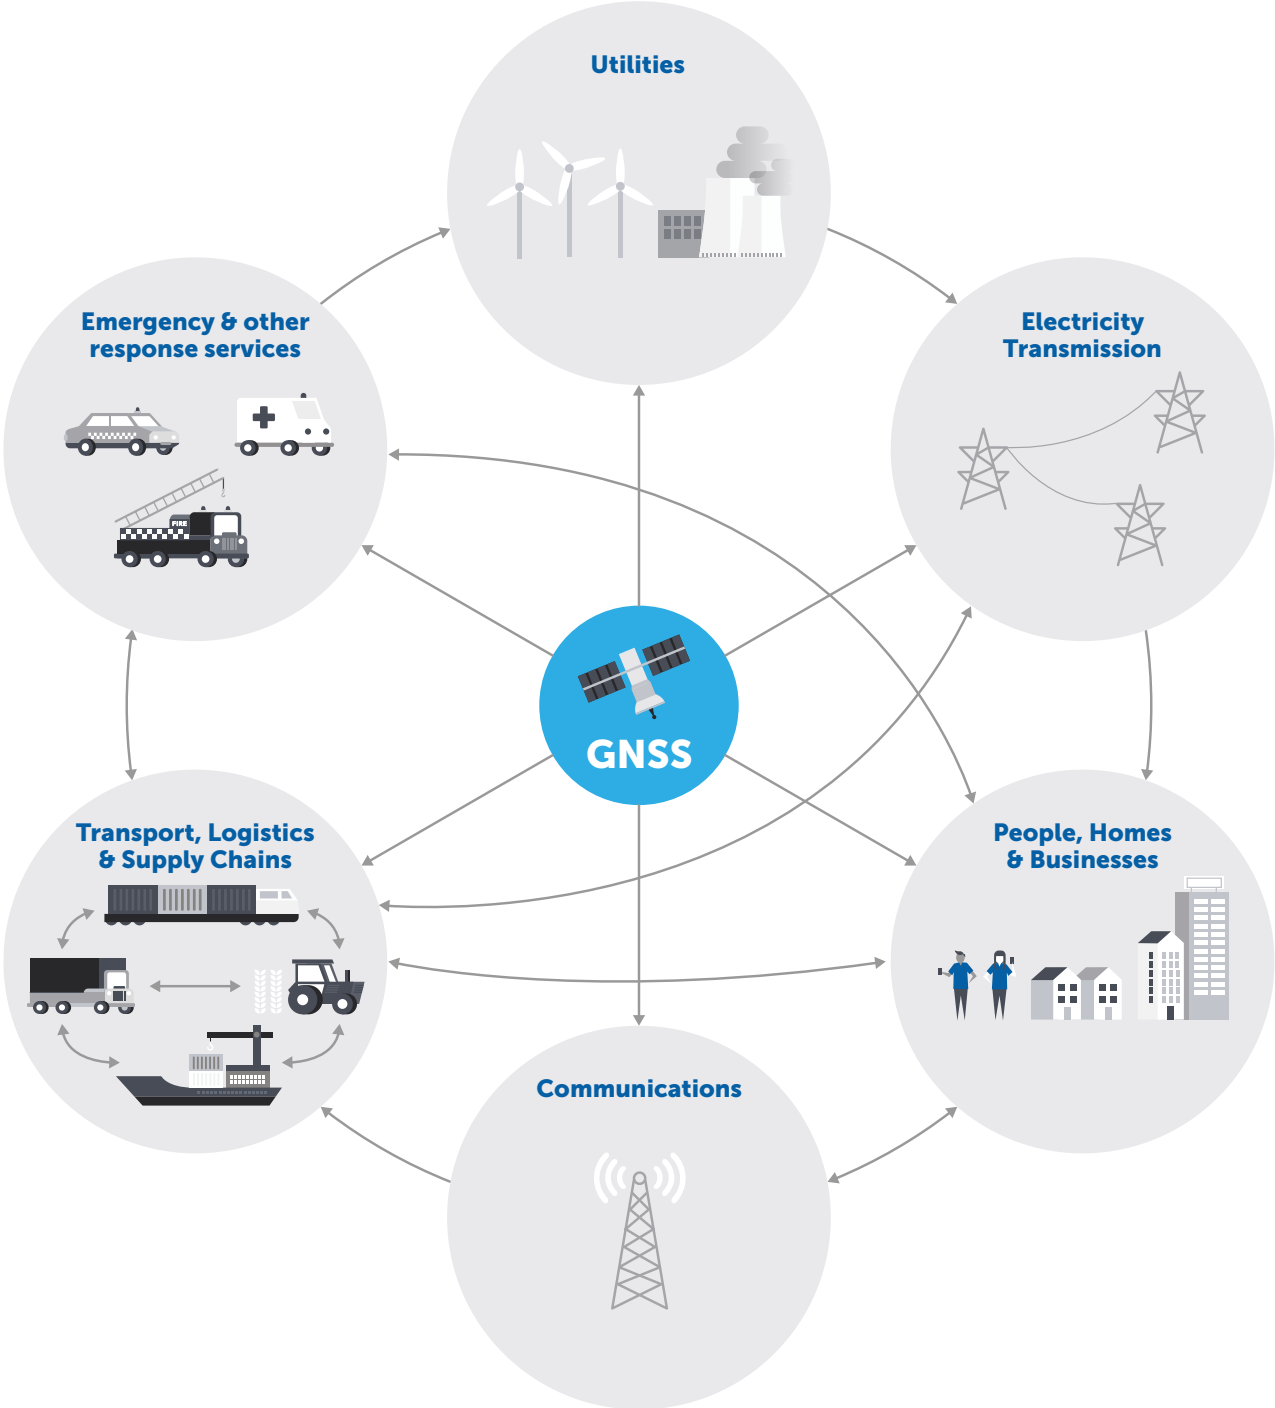 Utilities
Emergency & other
response services
FIRE
Electricity
Transmission
GNSS
Transport, Logistics
& Supply Chains
People, Homes
& Businesses
Communications